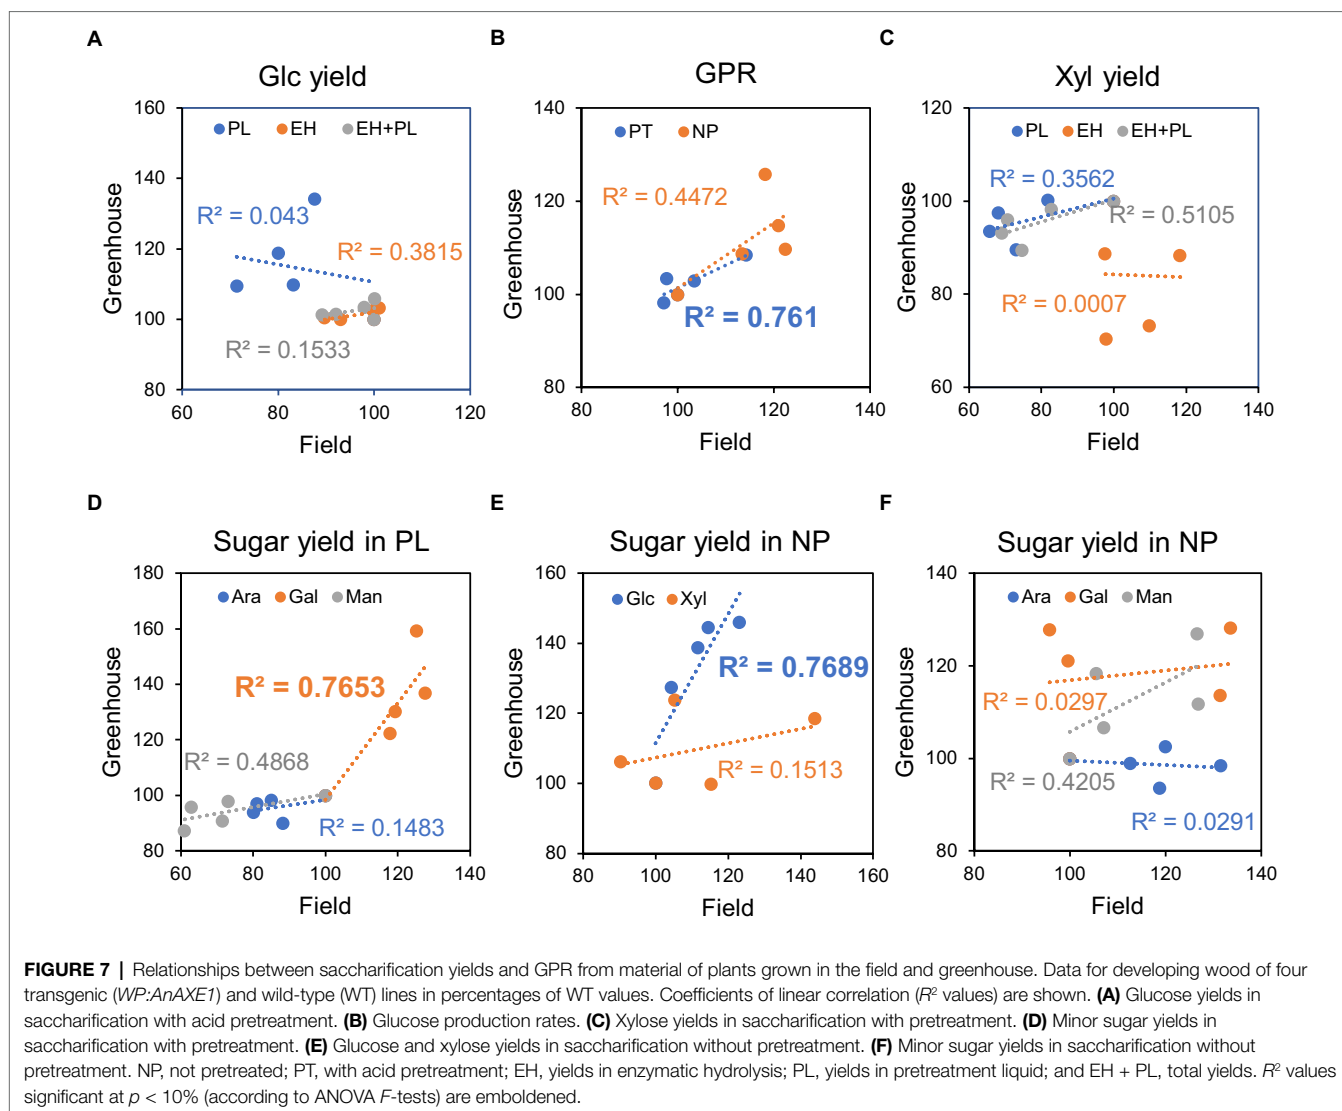 A
Glc yield
160
140
120
100
80
60
80
100
120
PL
EH
EH+PL
R² = 0.043
R² = 0.3815
R² = 0.1533
Greenhouse
Field
B
GPR
140
120
100
80
80
100
120
140
PT
NP
R² = 0.4472
R² = 0.761
Greenhouse
Field
C
Xyl yield
120
100
80
60
60
80
100
120
140
PL
EH
EH+PL
R² = 0.3562
R² = 0.5105
R² = 0.0007
Greenhouse
Field
D
Sugar yield in PL
180
160
140
120
100
80
60
80
100
120
140
Ara
Gal
Man
R² = 0.7653
R² = 0.4868
R² = 0.1483
Greenhouse
Field
E
Sugar yield in NP
160
140
120
100
80
80
100
120
140
160
Glc
Xyl
R² = 0.7689
R² = 0.1513
Greenhouse
Field
F
Sugar yield in NP
140
120
100
80
80
100
120
140
Ara
Gal
Man
R² = 0.0297
R² = 0.4205
R² = 0.0291
Greenhouse
Field
FIGURE 7 | Relationships between saccharification yields and GPR from material of plants grown in the field and greenhouse. Data for developing wood of four
transgenic (WP:AnAXE1) and wild-type (WT) lines in percentages of WT values. Coefficients of linear correlation (R² values) are shown. (A) Glucose yields in
saccharification with acid pretreatment. (B) Glucose production rates. (C) Xylose yields in saccharification with pretreatment. (D) Minor sugar yields in
saccharification with pretreatment. (E) Glucose and xylose yields in saccharification without pretreatment. (F) Minor sugar yields in saccharification without
pretreatment. NP, not pretreated; PT, with acid pretreatment; EH, yields in enzymatic hydrolysis; PL, yields in pretreatment liquid; and EH + PL, total yields. R² values
significant at p < 10% (according to ANOVA F-tests) are emboldened.